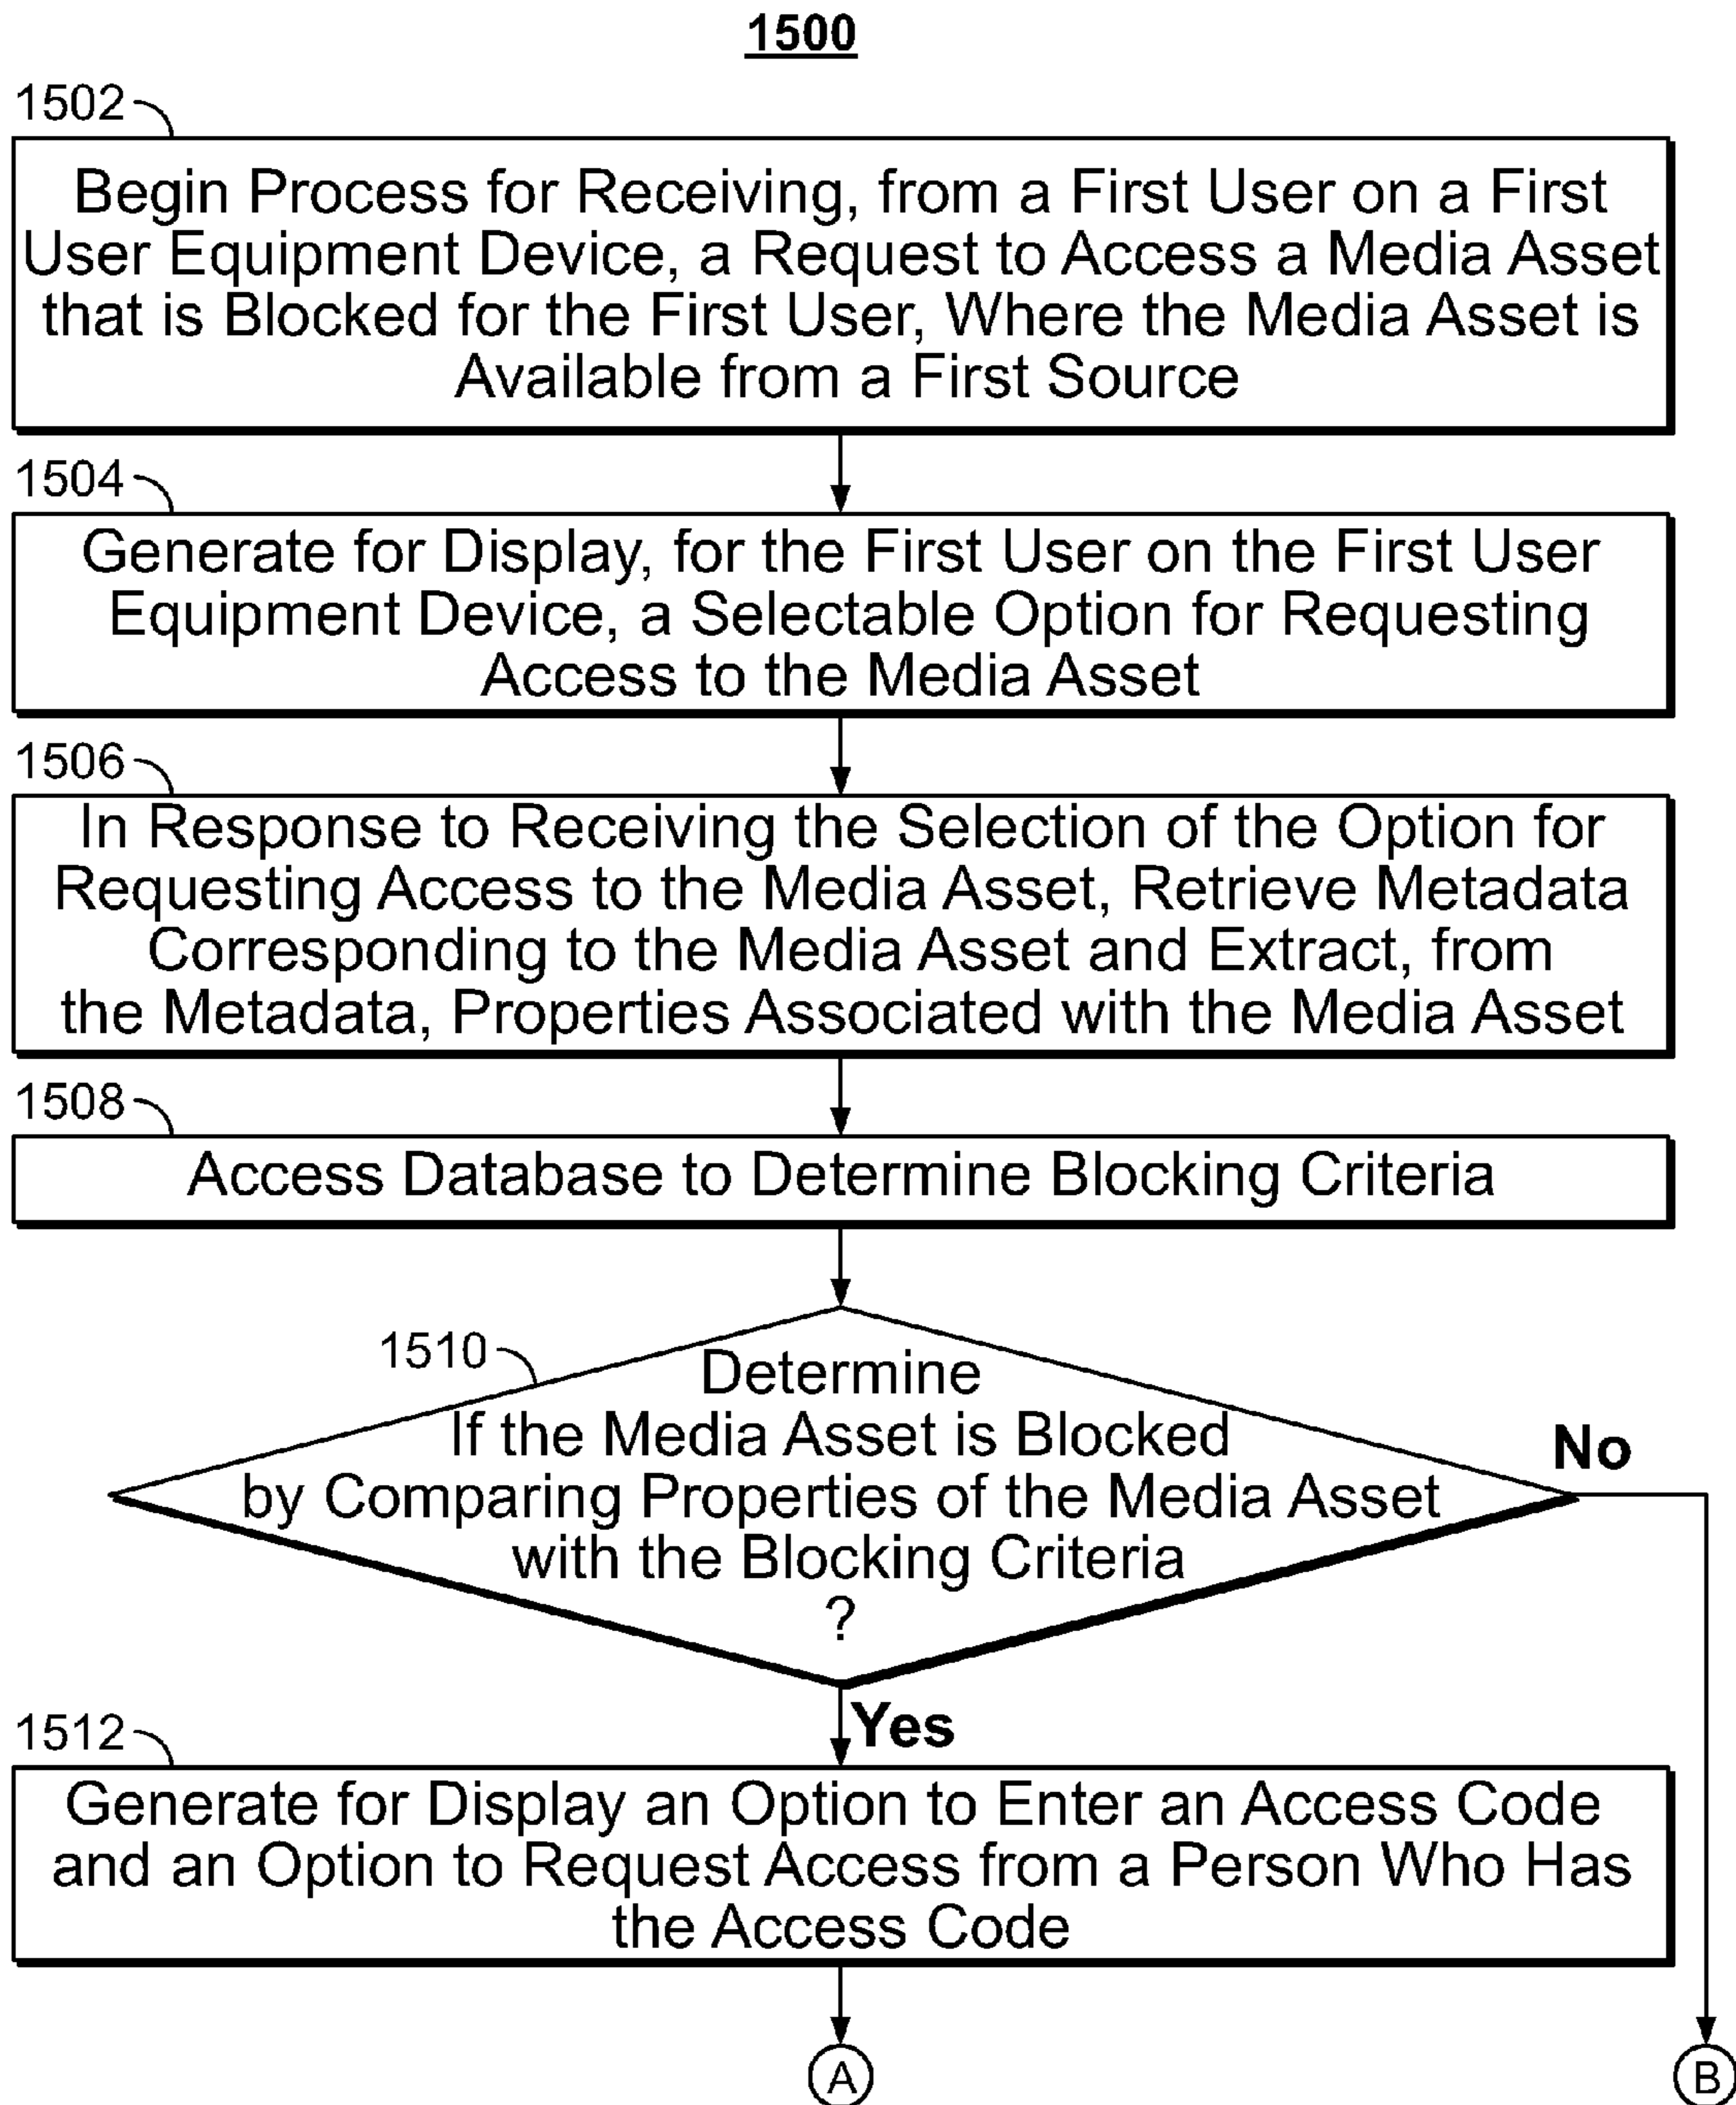 1500
1502
Begin Process for Receiving, from a First User on a First
User Equipment Device, a Request to Access a Media Asset
that is Blocked for the First User, Where the Media Asset is
Available from a First Source
1504
Generate for Display, for the First User on the First User
Equipment Device, a Selectable Option for Requesting
Access to the Media Asset
1506
In Response to Receiving the Selection of the Option for
Requesting Access to the Media Asset, Retrieve Metadata
Corresponding to the Media Asset and Extract, from
the Metadata, Properties Associated with the Media Asset
1508
Access Database to Determine Blocking Criteria
1510
Determine
If the Media Asset is Blocked
by Comparing Properties of the Media Asset
with the Blocking Criteria
?
No
Yes
1512
Generate for Display an Option to Enter an Access Code
and an Option to Request Access from a Person Who Has
the Access Code
A
B